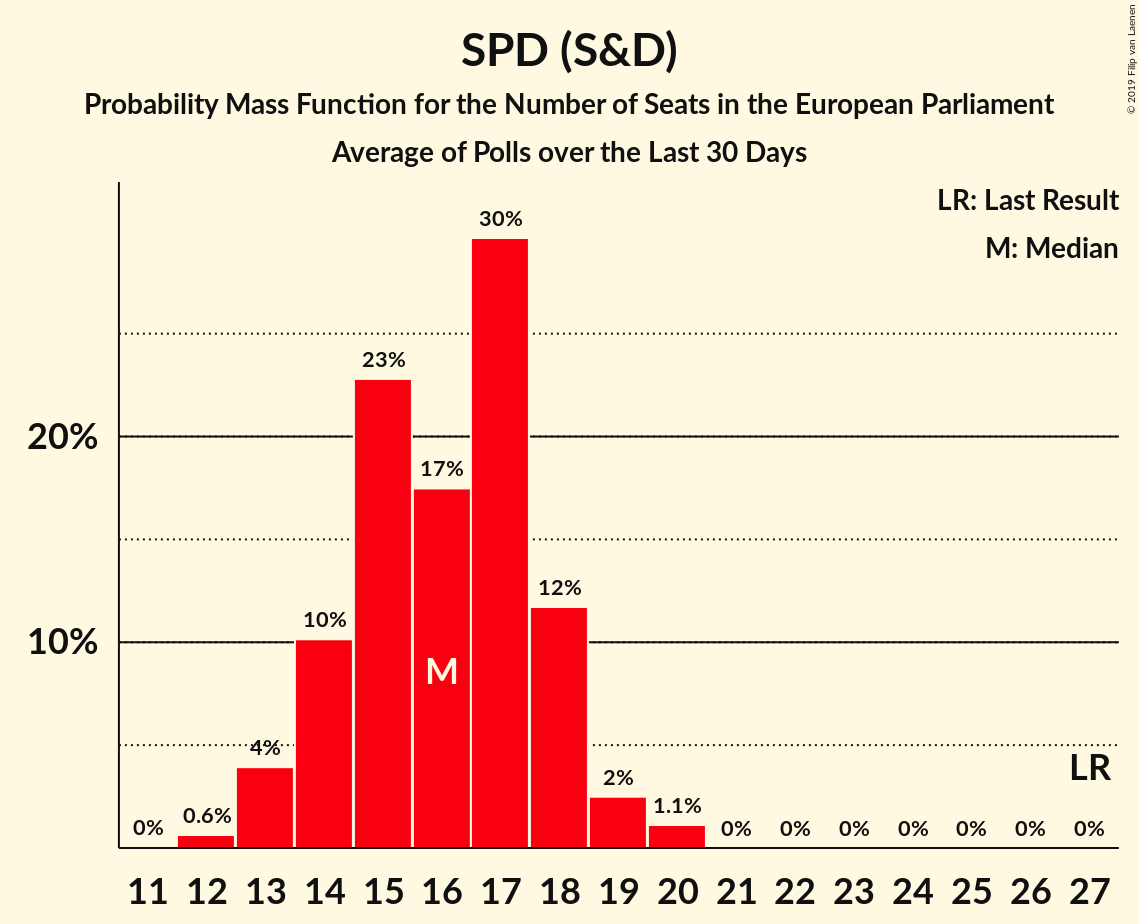 SPD (S&D)
Probability Mass Function for the Number of Seats in the European Parliament
Average of Polls over the Last 30 Days
© 2019 Filip van Laenen
LR: Last Result
M: Median
30%
23%
20%
17%
12%
10%
10%
M
4%
LR
2%
1.1%
0.6%
0% 0% 0% 0% 0% 0% 0% 0%
11 12 13 14 15 16 17 18 19 20 21 22 23 24 25 26 27